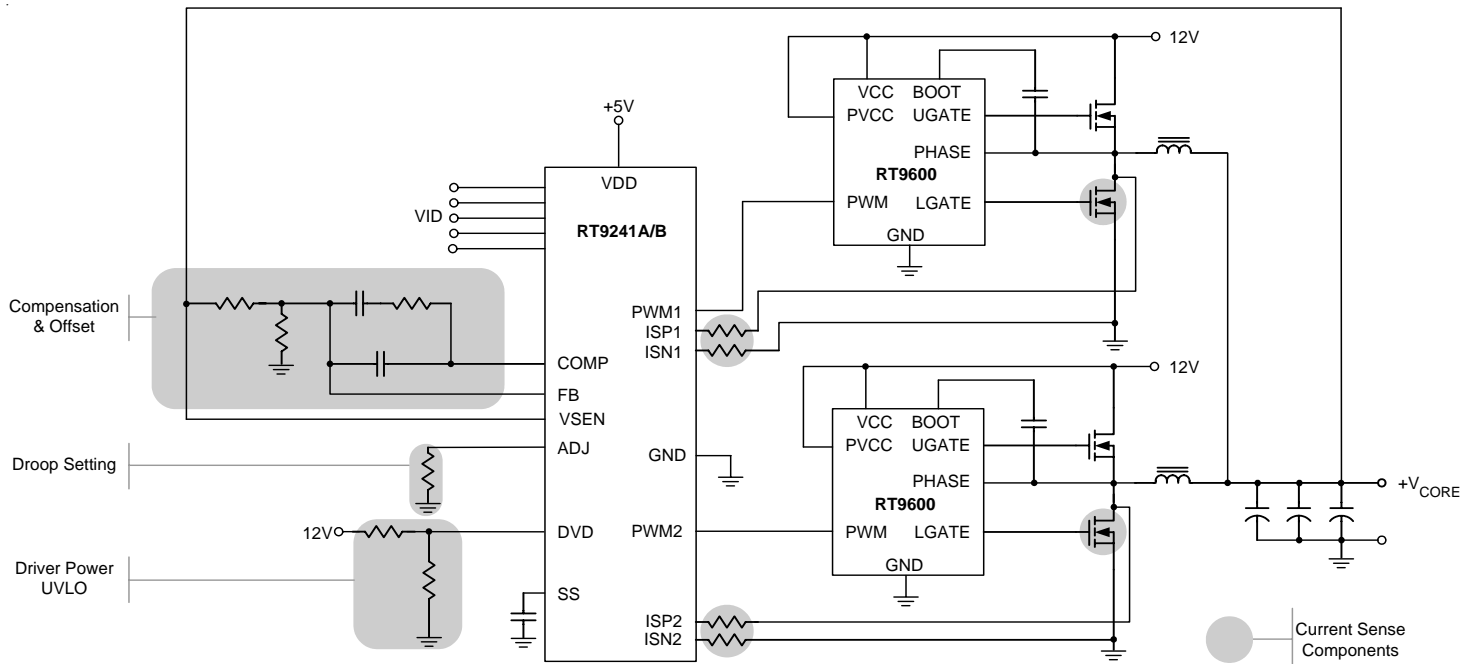 12V
VCC BOOT
PVCC UGATE
PHASE
RT9600
PWM LGATE
GND
+5V
VDD
VID
RT9241A/B
Compensation
& Offset
PWM1
ISP1
ISN1
COMP
FB
VSEN
ADJ
GND
Droop Setting
12V
VCC BOOT
PVCC UGATE
PHASE
RT9600
PWM LGATE
GND
+VCORE
12V
DVD
PWM2
Driver Power
UVLO
SS
ISP2
ISN2
Current Sense
Components